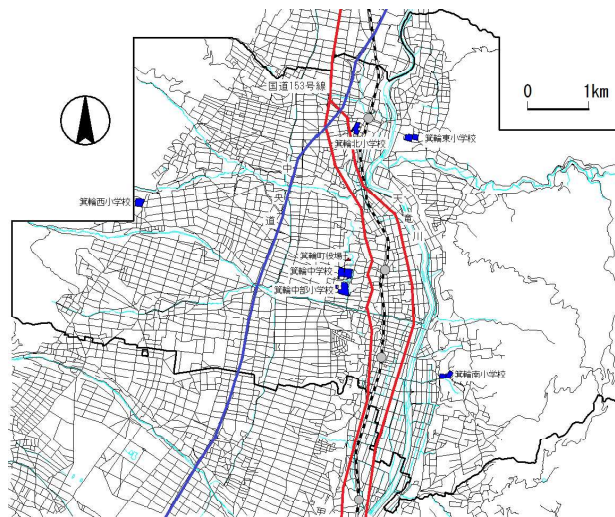 国道153号線
0 1km
箕輪北小学校
箕輪東小学校
箕輪西小学校
中
央
道
竜
川
箕輪町役場
箕輪中学校
箕輪中部小学校
箕輪南小学校